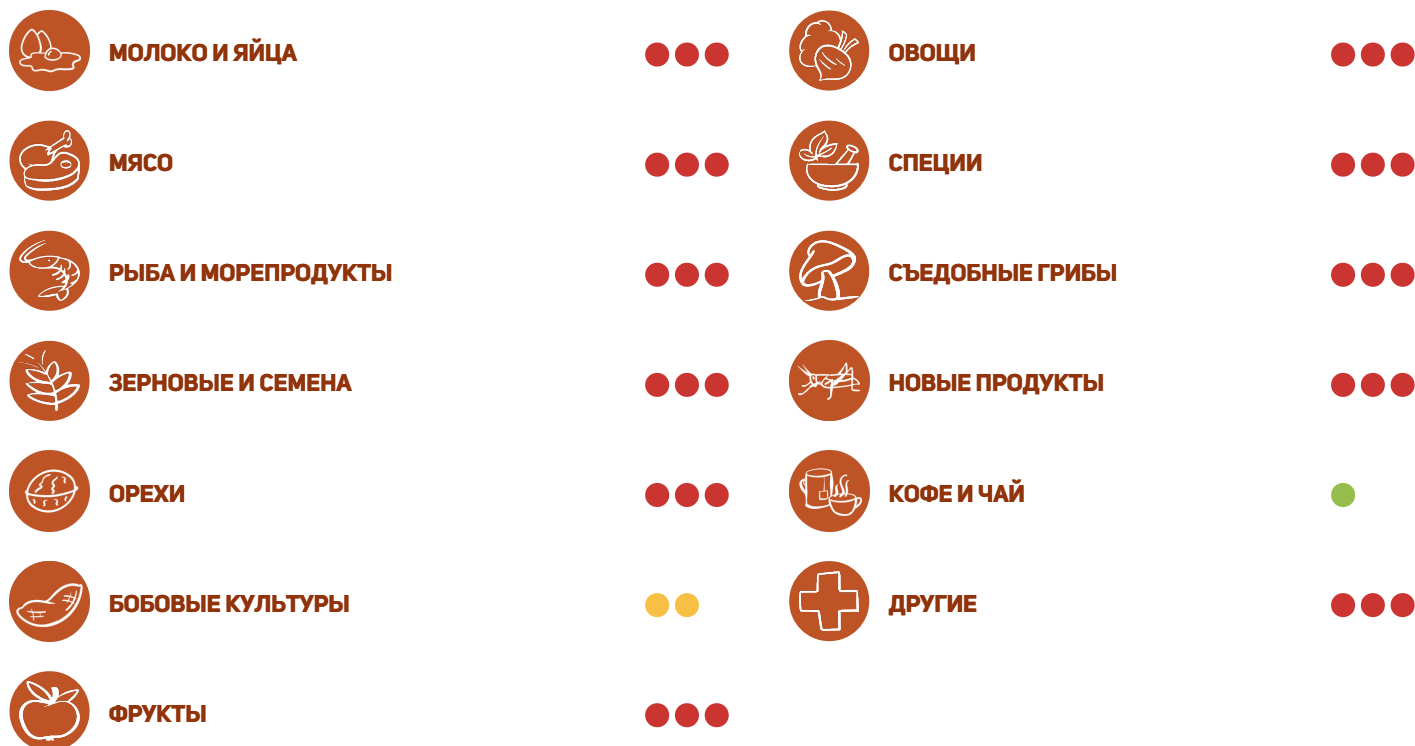 МОЛОКО И ЯЙЦА
МЯСО
РЫБА И МОРЕПРОДУКТЫ
ЗЕРНОВЫЕ И СЕМЕНА
ОРЕХИ
БОБОВЫЕ КУЛЬТУРЫ
ФРУКТЫ
ОВОЩИ
СПЕЦИИ
СЪЕДОБНЫЕ ГРИБЫ
НОВЫЕ ПРОДУКТЫ
КОФЕ И ЧАЙ
ДРУГИЕ